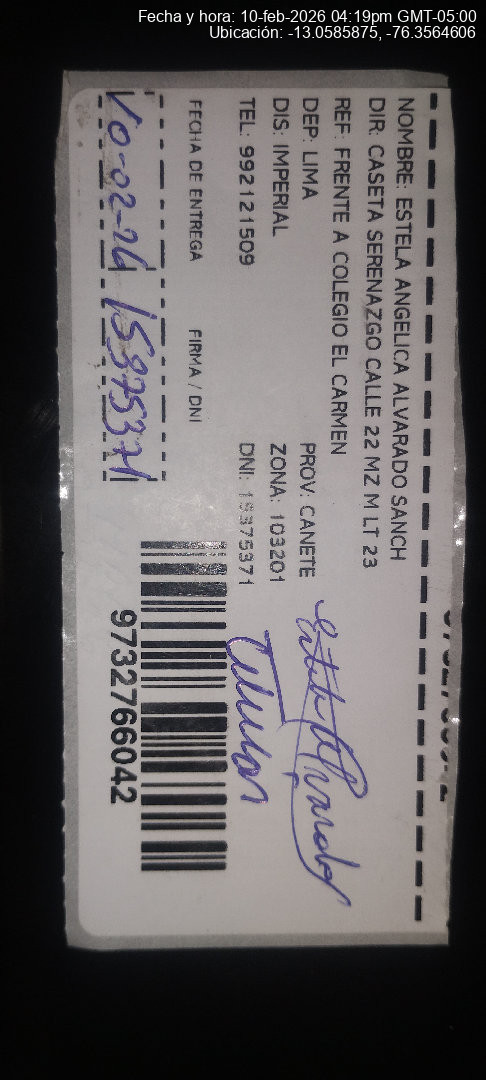 Fecha y hora: 10-feb-2026 04:19pm GMT-05:00
Ubicación: -13.0585875, -76.3564606
NOMBRE: ESTELA ANGELICA ALVARADO SANCH
DIR: CASETA SERENAZGO CALLE 22 MZ M LT 23
REF: FRENTE A COLEGIO EL CARMEN
DEP: LIMA PROV: CANETE
DIS: IMPERIAL ZONA: 103201
TEL: 992121509 DNI: 15375371
FECHA DE ENTREGA FIRMA / DNI
10-02-26 15375371
9732766042